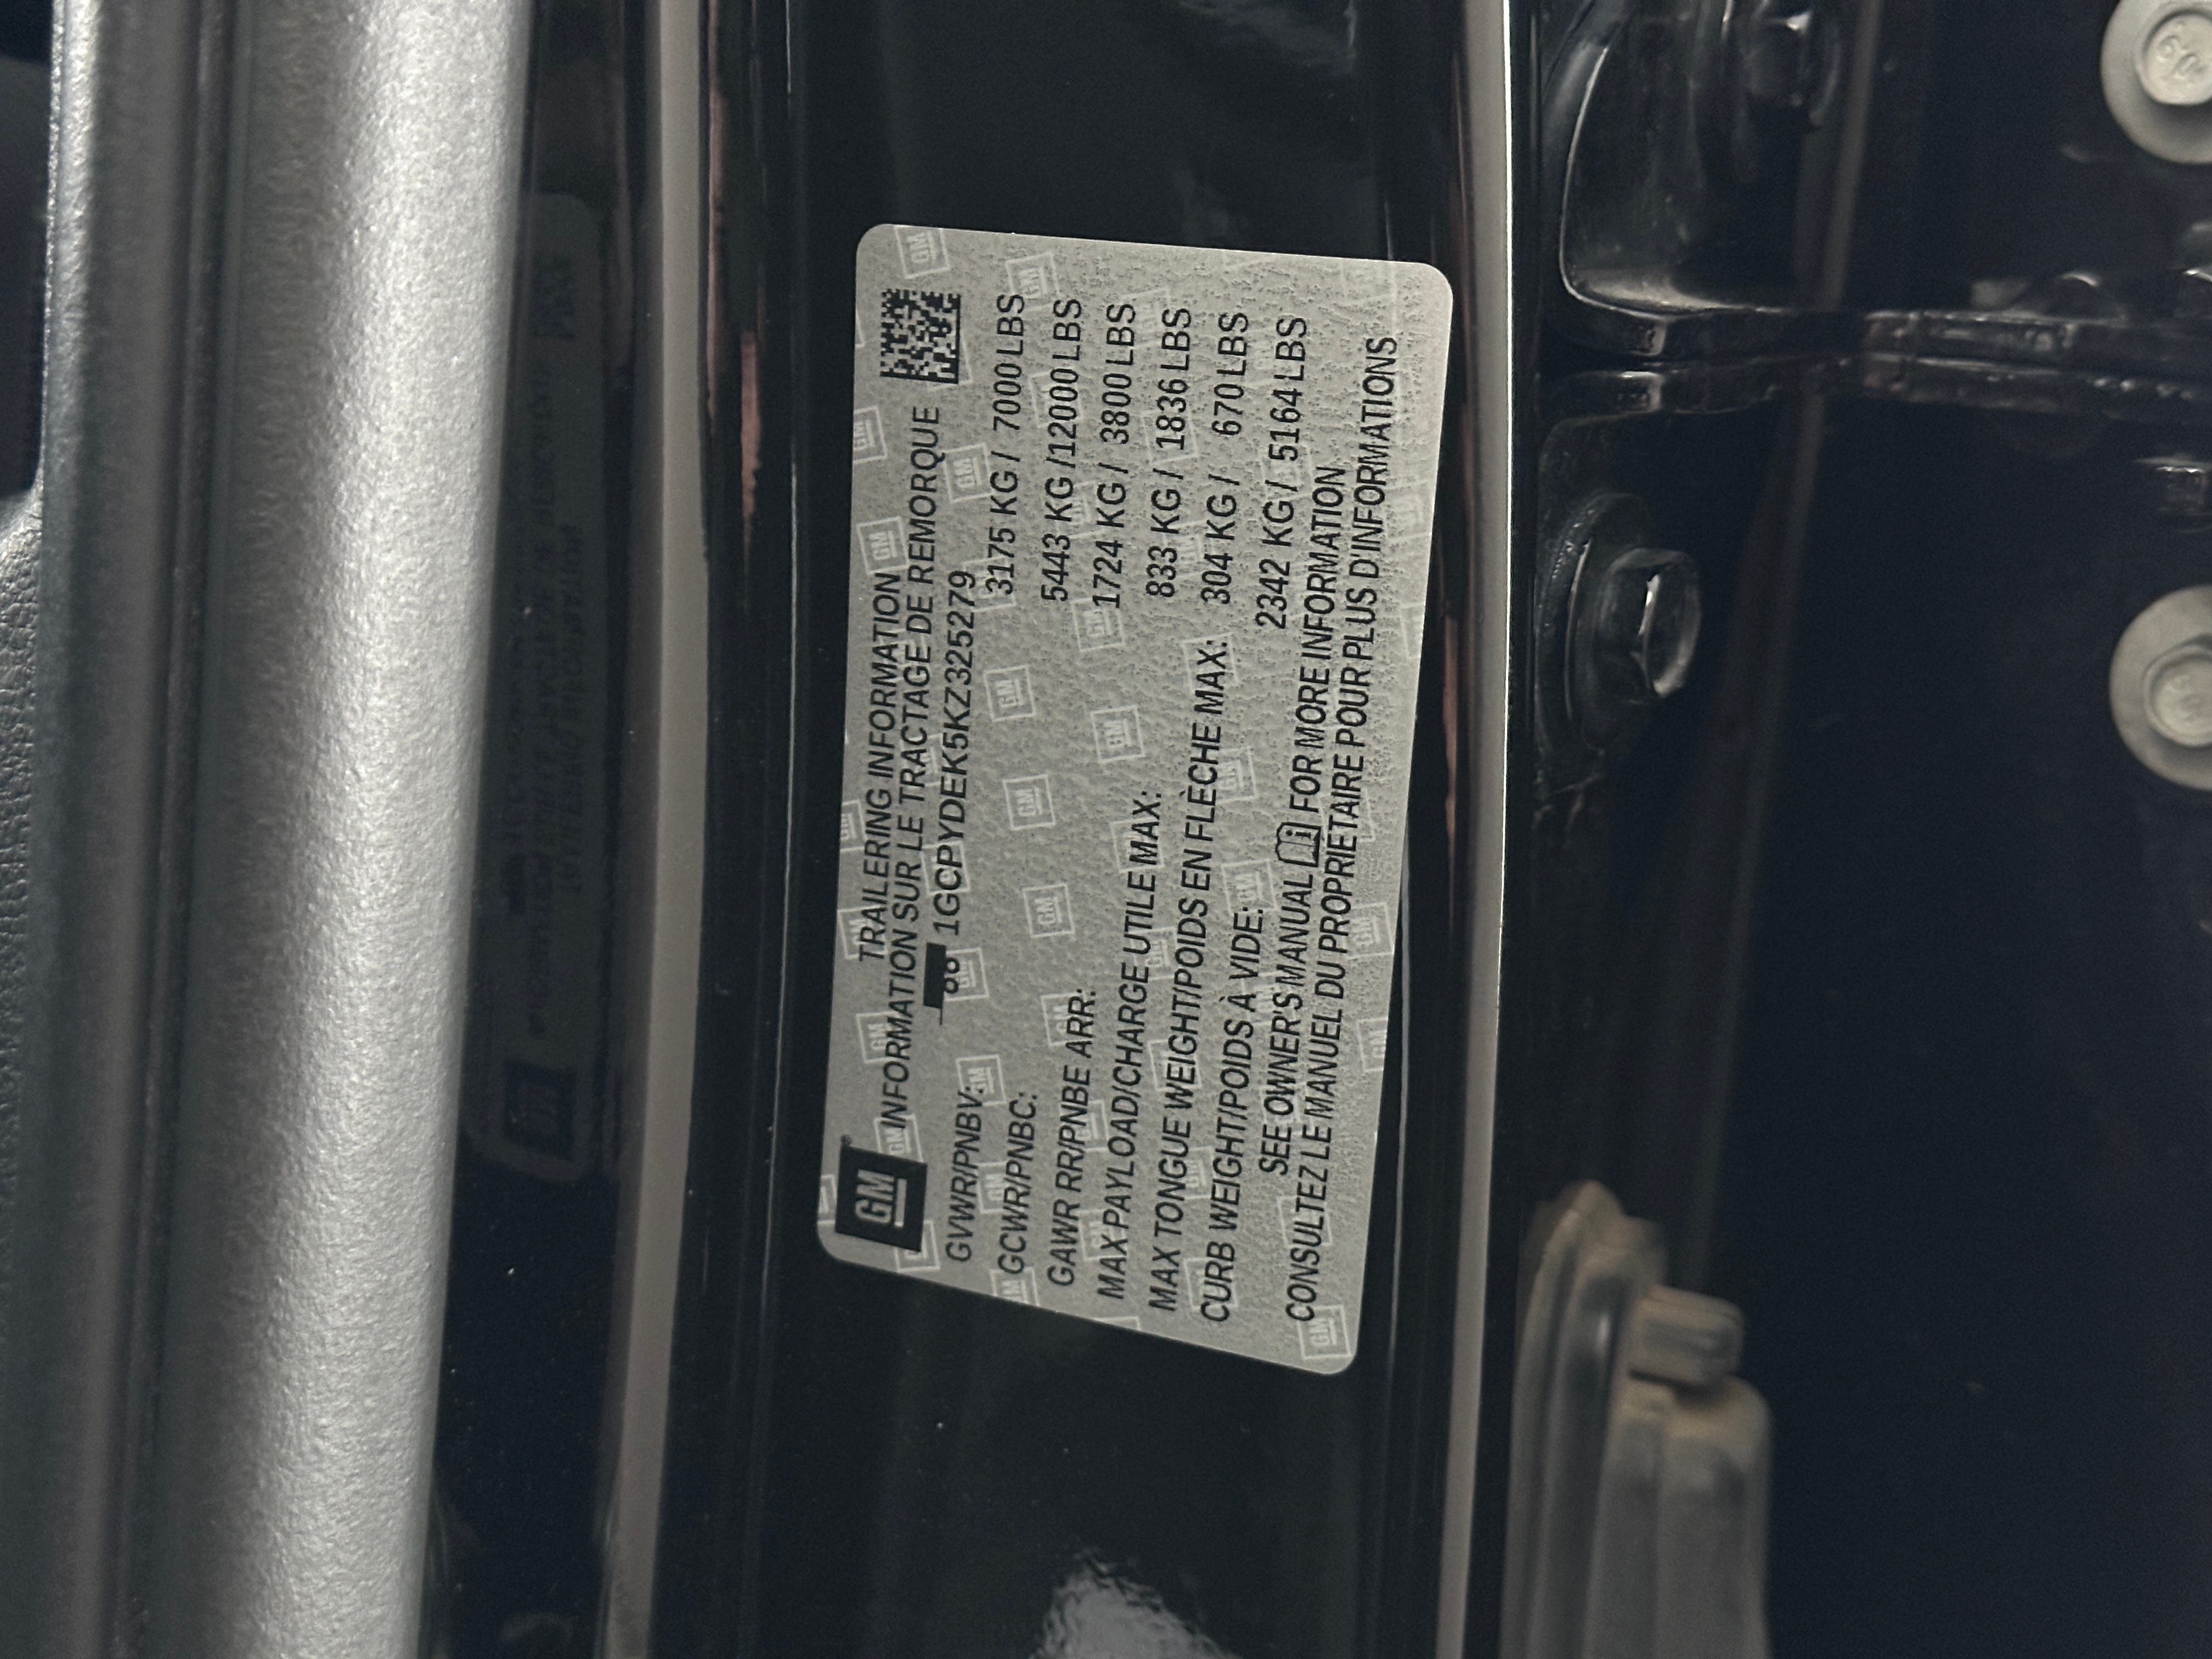 GM
TRAILERING INFORMATION
INFORMATION SUR LE TRACTAGE DE REMORQUE
1GCPYDEK5KZ325279
GVWR/PNBV: 3175 KG / 7000 LBS
GCWR/PNBC: 5443 KG / 12000 LBS
GAWR RR/PNBE ARR: 1724 KG / 3800 LBS
MAX PAYLOAD/CHARGE UTILE MAX: 833 KG / 1836 LBS
MAX TONGUE WEIGHT/POIDS EN FLÈCHE MAX: 304 KG / 670 LBS
CURB WEIGHT/POIDS À VIDE: 2342 KG / 5164 LBS
SEE OWNER'S MANUAL FOR MORE INFORMATION
CONSULTEZ LE MANUEL DU PROPRIETAIRE POUR PLUS D'INFORMATIONS